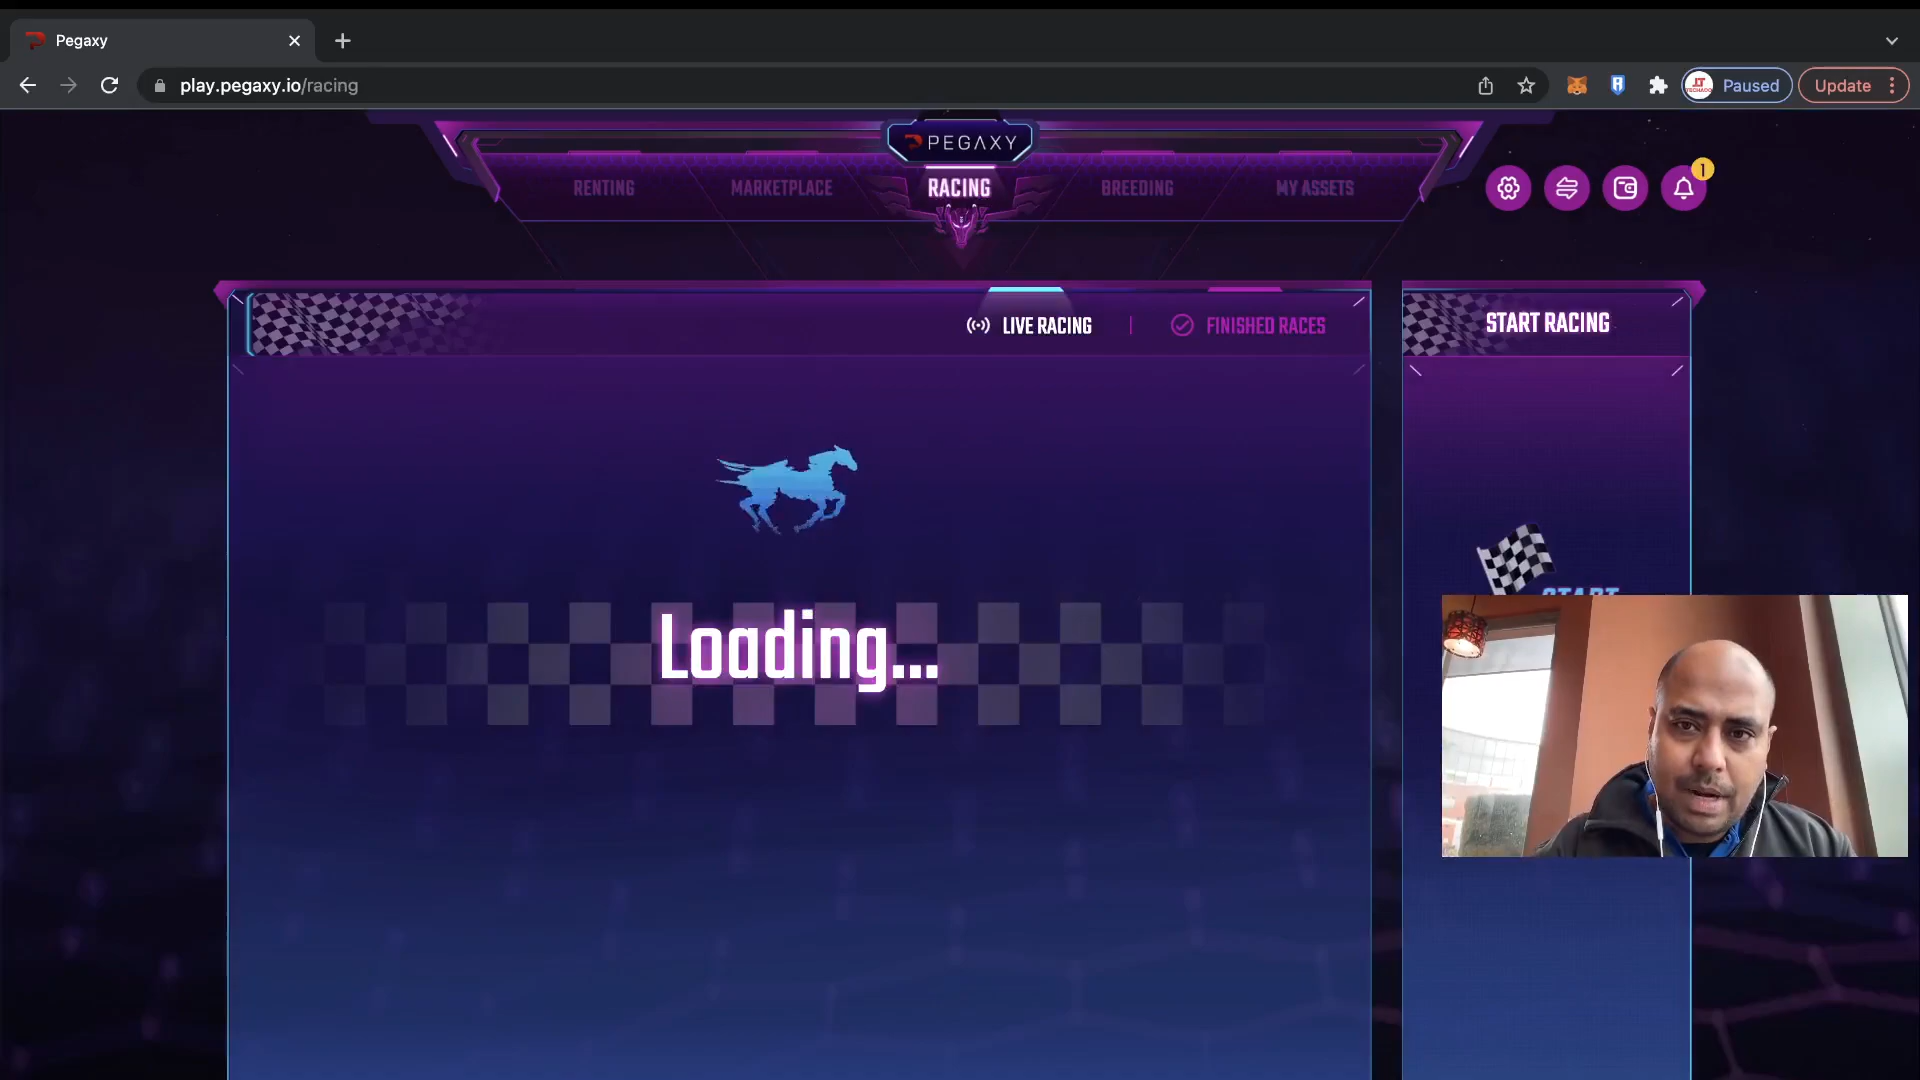 Pegaxy
play.pegaxy.io/racing
Paused
Update
PEGAXY
RENTING
MARKETPLACE
RACING
BREEDING
MY ASSETS
1
LIVE RACING
FINISHED RACES
START RACING
Loading...
START